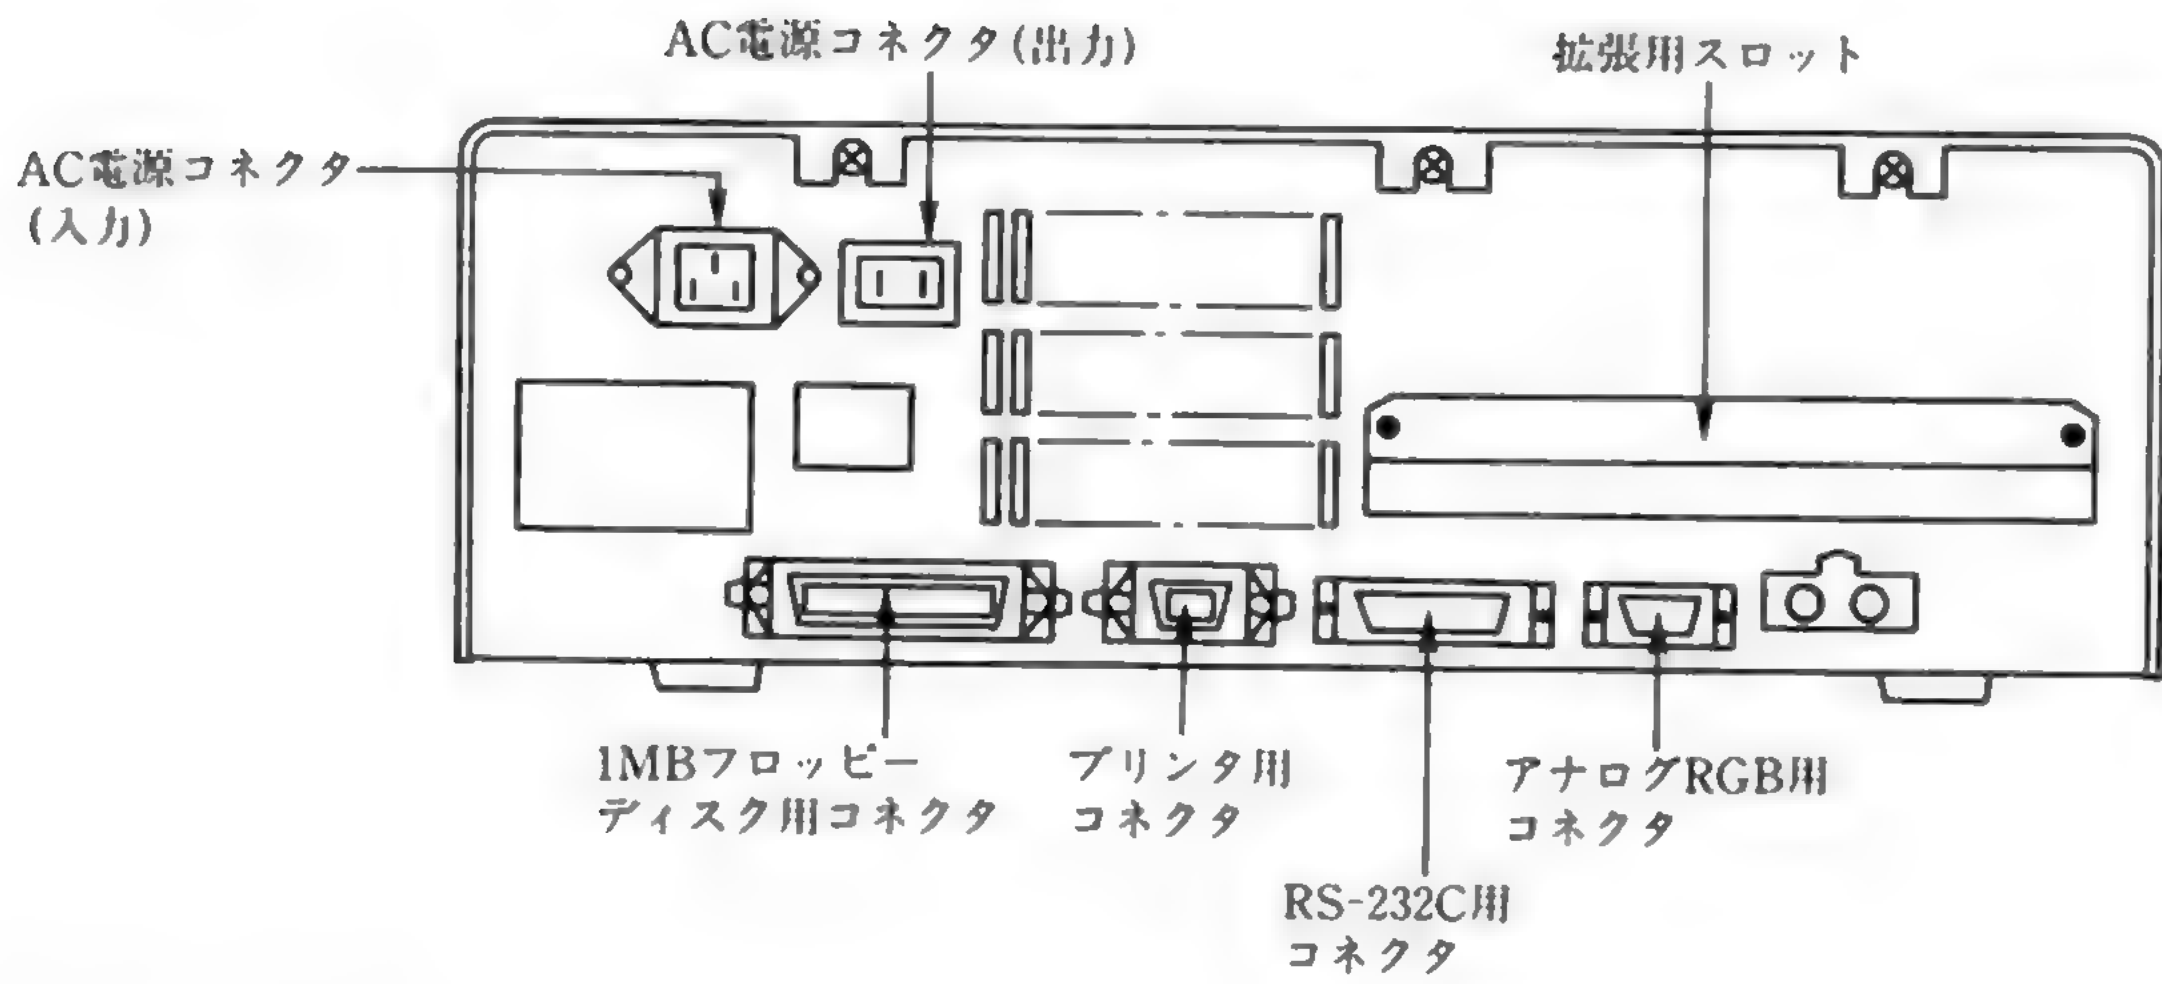 AC電源コネクタ(出力)
拡張用スロット
AC電源コネクタ
(入力)
1MBフロッピー
ディスク用コネクタ
プリンタ用
コネクタ
アナログRGB用
コネクタ
RS-232C用
コネクタ